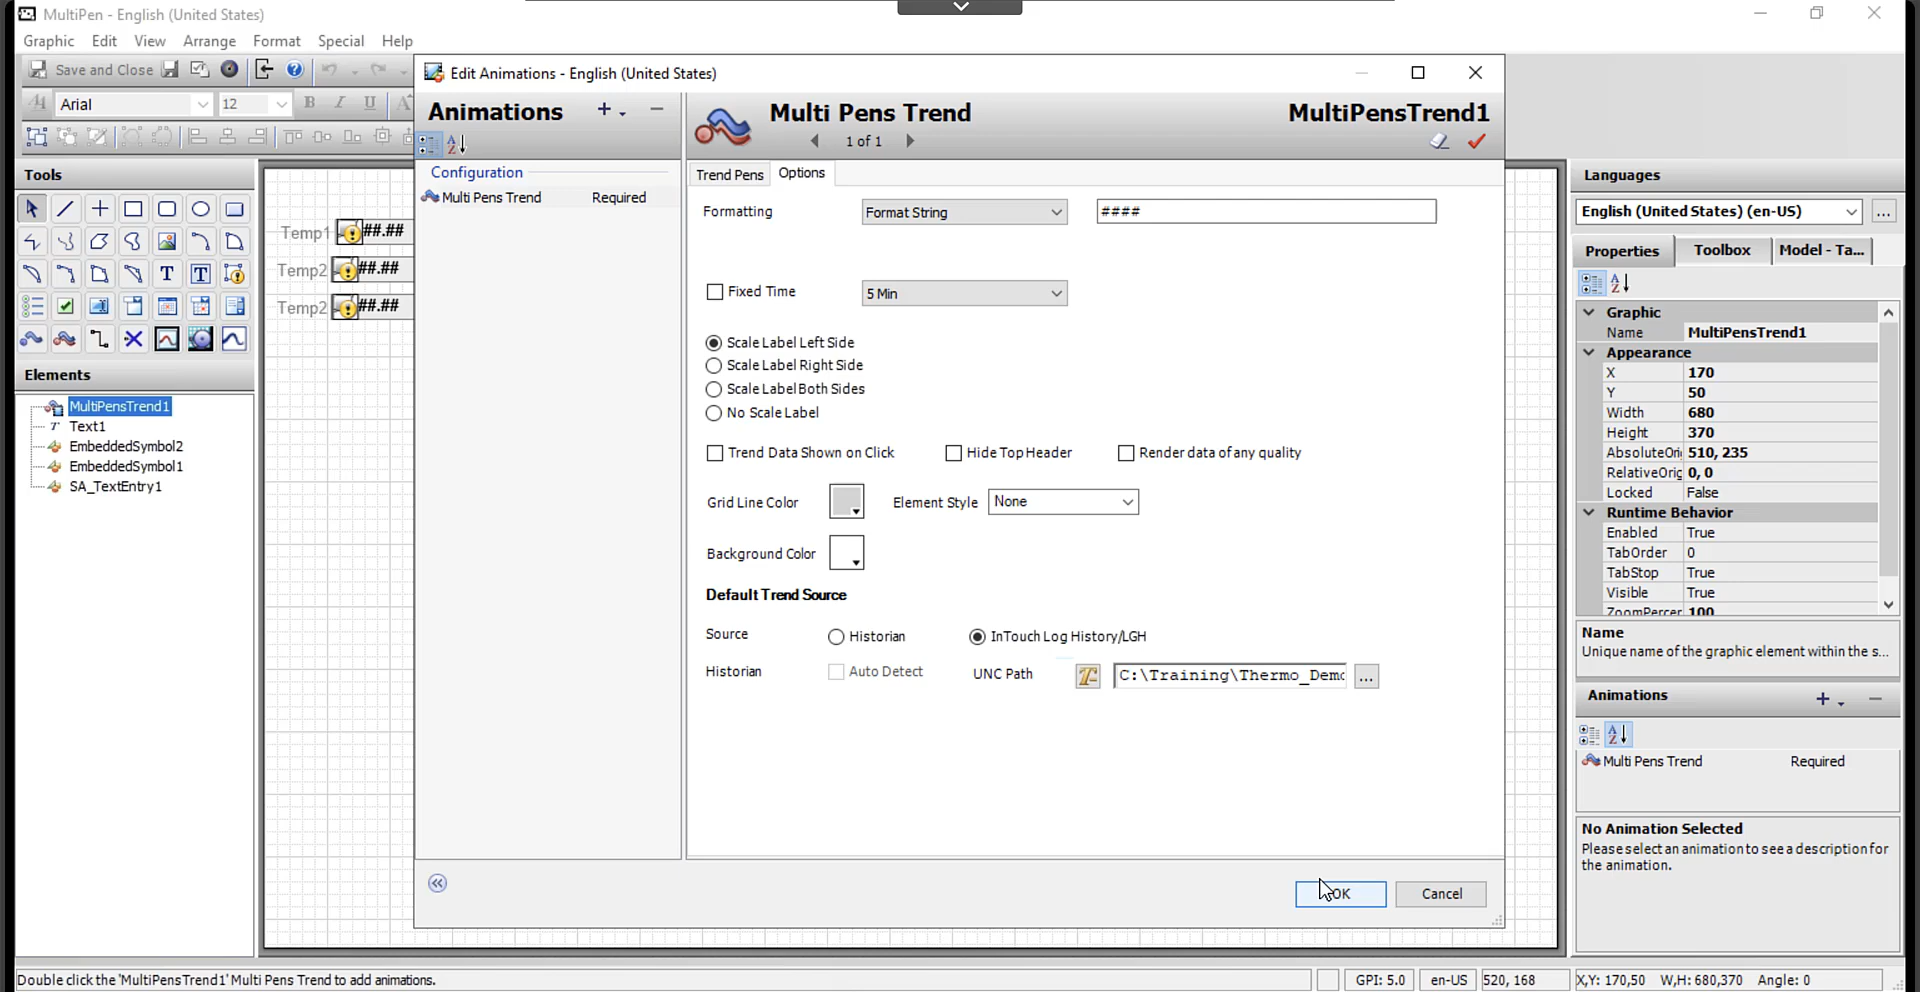 MultiPen - English (United States)
Graphic Edit View Arrange Format Special Help
Save and Close
Arial 12 B I U A
Tools
Elements
MultiPensTrend1
Text1
EmbeddedSymbol2
EmbeddedSymbol1
SA_TextEntry1
Temp1 ##.##
Temp2 ##.##
Temp2 ##.##
Edit Animations - English (United States)
Animations
Configuration
Multi Pens Trend Required
Multi Pens Trend MultiPensTrend1
1 of 1
Trend Pens Options
Formatting Format String ####
Fixed Time 5 Min
Scale Label Left Side
Scale Label Right Side
Scale Label Both Sides
No Scale Label
Trend Data Shown on Click Hide Top Header Render data of any quality
Grid Line Color Element Style None
Background Color
Default Trend Source
Source Historian InTouch Log History/LGH
Historian Auto Detect UNC Path C:\Training\Thermo_Demo ...
OK Cancel
Languages
English (United States) (en-US) ...
Properties Toolbox Model - Ta...
Graphic
Name MultiPensTrend1
Appearance
X 170
Y 50
Width 680
Height 370
AbsoluteOri 510, 235
RelativeOrig 0, 0
Locked False
Runtime Behavior
Enabled True
TabOrder 0
TabStop True
Visible True
ZoomPercer 100
Name
Unique name of the graphic element within the s...
Animations
Multi Pens Trend Required
No Animation Selected
Please select an animation to see a description for
the animation.
Double click the 'MultiPensTrend1' Multi Pens Trend to add animations. GPI: 5.0 en-US 520, 168 X,Y: 170,50 W,H: 680,370 Angle: 0